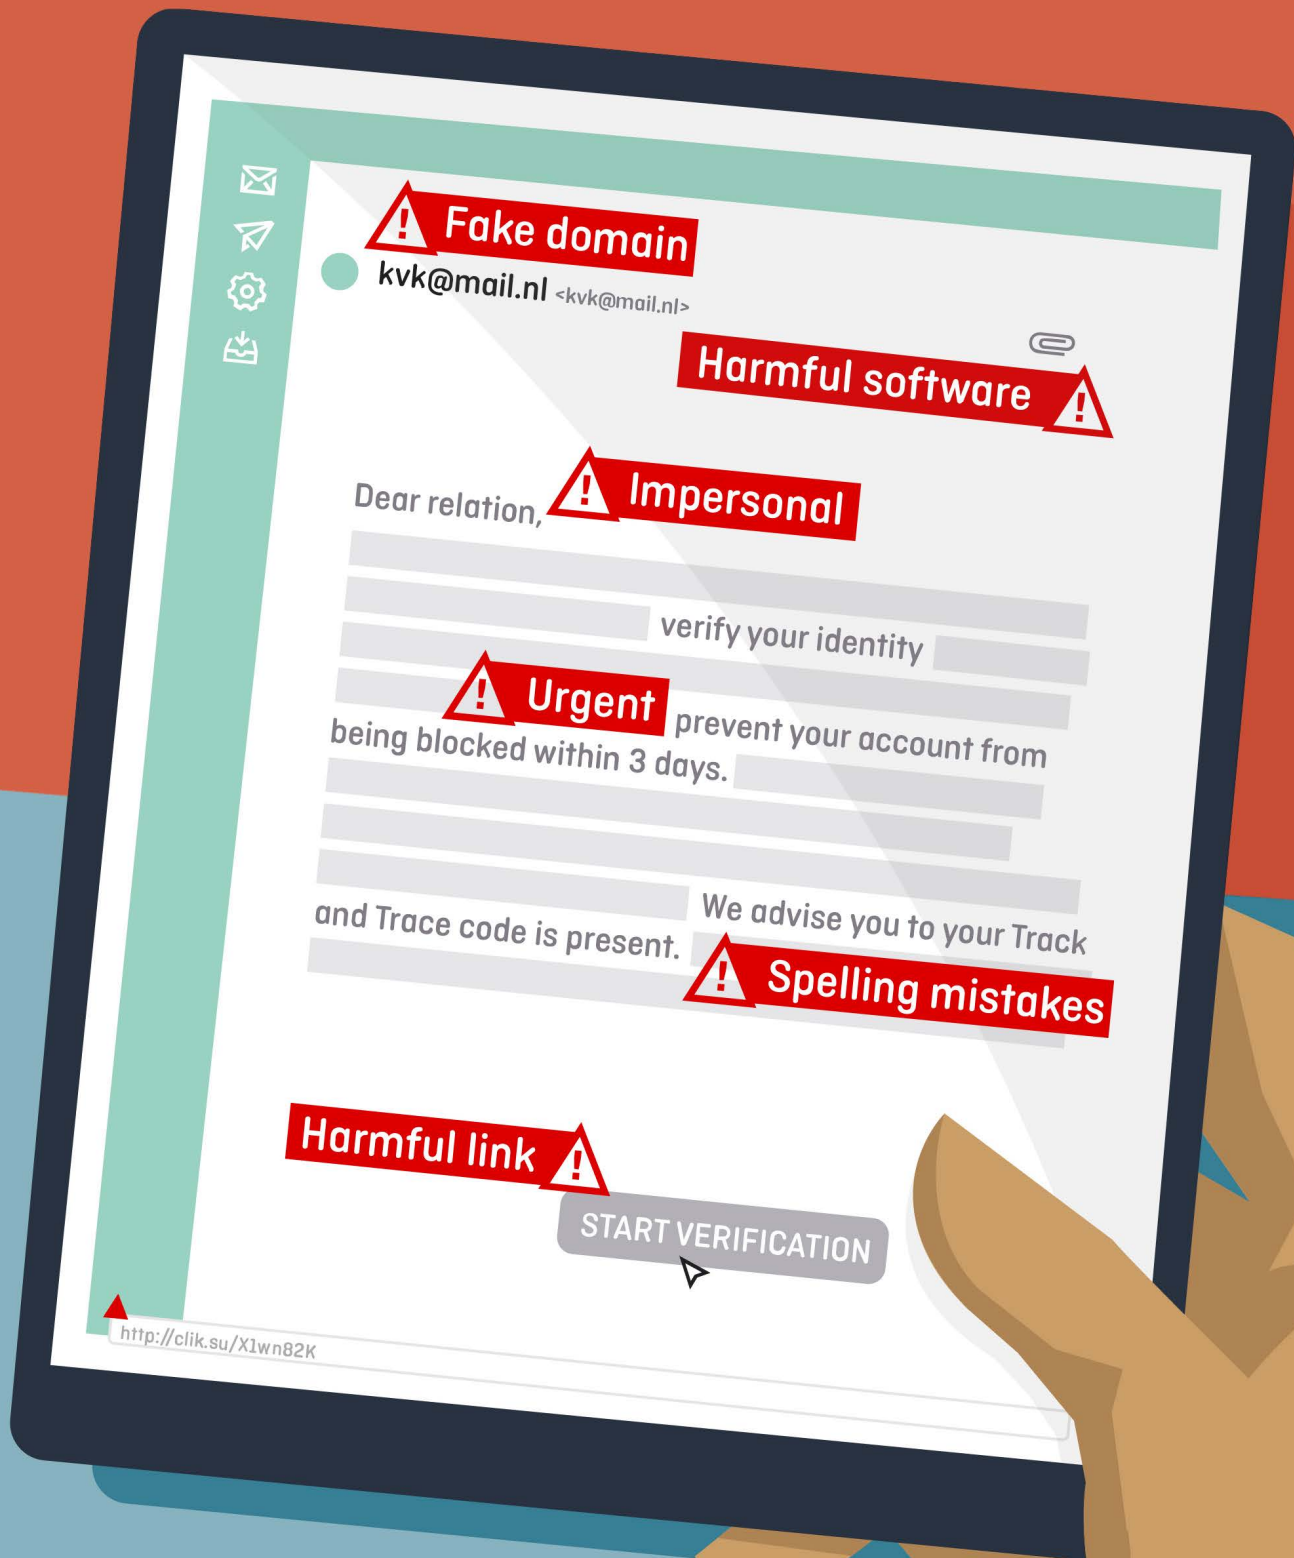 Fake domain
kvk@mail.nl <kvk@mail.nl>
Harmful software
Dear relation,
Impersonal
verify your identity
Urgent
prevent your account from
being blocked within 3 days.
We advise you to your Track
and Trace code is present.
Spelling mistakes
Harmful link
START VERIFICATION
http://clik.su/X1wn82K